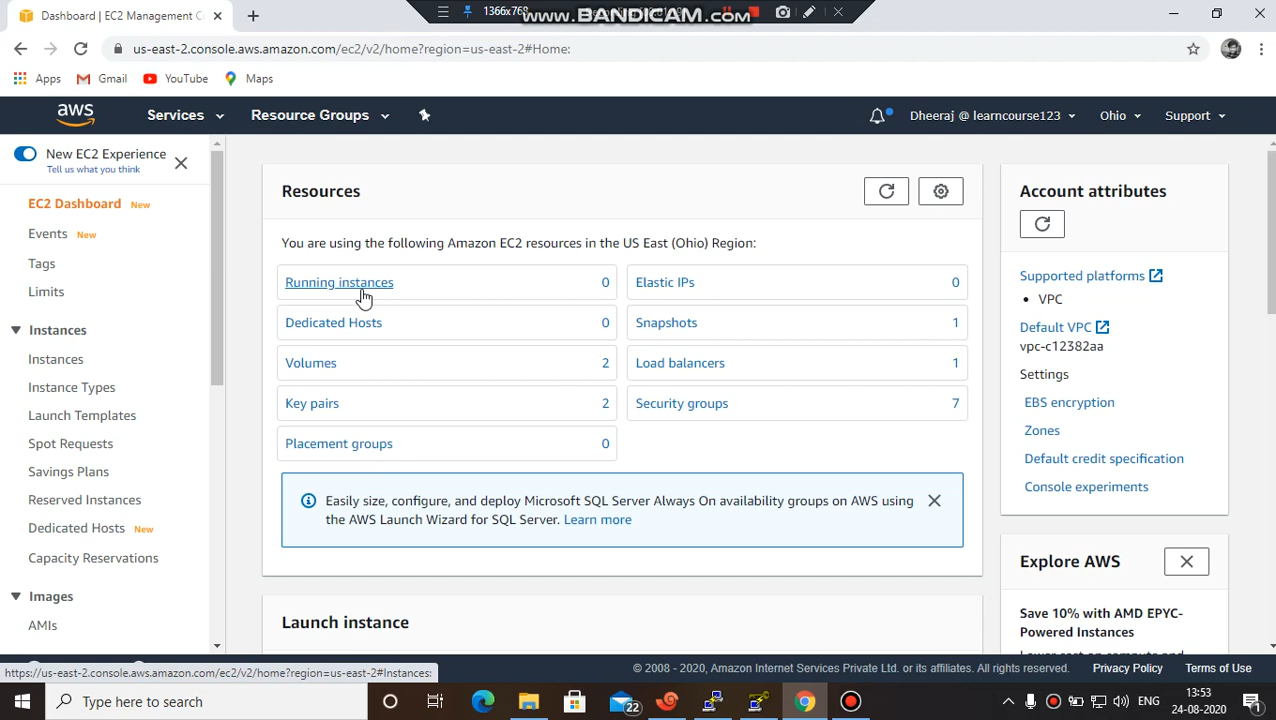 Dashboard | EC2 Management C
1366x768
www.BANDICAM.com
us-east-2.console.aws.amazon.com/ec2/v2/home?region=us-east-2#Home:
Apps Gmail YouTube Maps
aws Services Resource Groups Dheeraj @ learncourse123 Ohio Support
New EC2 Experience
Tell us what you think
EC2 Dashboard New
Events New
Tags
Limits
Instances
Instances
Instance Types
Launch Templates
Spot Requests
Savings Plans
Reserved Instances
Dedicated Hosts New
Capacity Reservations
Images
AMIs
Resources
You are using the following Amazon EC2 resources in the US East (Ohio) Region:
Running instances 0 Elastic IPs 0
Dedicated Hosts 0 Snapshots 1
Volumes 2 Load balancers 1
Key pairs 2 Security groups 7
Placement groups 0
Easily size, configure, and deploy Microsoft SQL Server Always On availability groups on AWS using
the AWS Launch Wizard for SQL Server. Learn more
Launch instance
Account attributes
Supported platforms
• VPC
Default VPC
vpc-c12382aa
Settings
EBS encryption
Zones
Default credit specification
Console experiments
Explore AWS
Save 10% with AMD EPYC-
Powered Instances
https://us-east-2.console.aws.amazon.com/ec2/v2/home?region=us-east-2#Instances:
© 2008 - 2020, Amazon Internet Services Private Ltd. or its affiliates. All rights reserved. Privacy Policy Terms of Use
Type here to search
22
ENG
13:53
24-08-2020
1